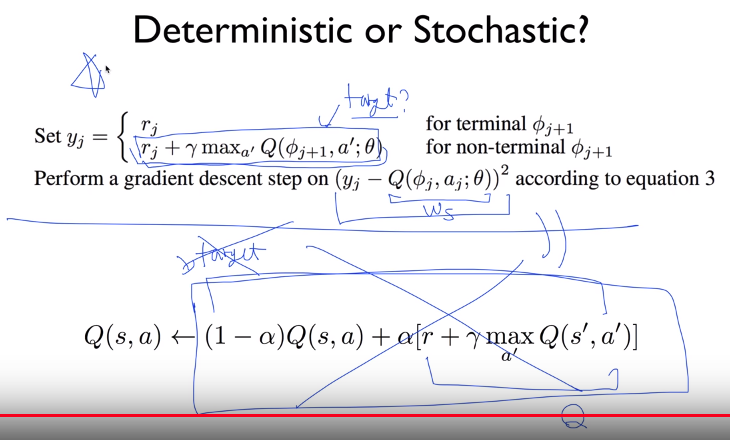 Deterministic or Stochastic?
target?
Set $y_j = \begin{cases} r_j & \text{for terminal } \phi_{j+1} \\ r_j + \gamma \max_{a'} Q(\phi_{j+1}, a'; \theta) & \text{for non-terminal } \phi_{j+1} \end{cases}$
Perform a gradient descent step on $(y_j - Q(\phi_j, a_j; \theta))^2$ according to equation 3
target
$Q(s, a) \leftarrow (1 - \alpha)Q(s, a) + \alpha[r + \gamma \max_{a'} Q(s', a')]$
Q